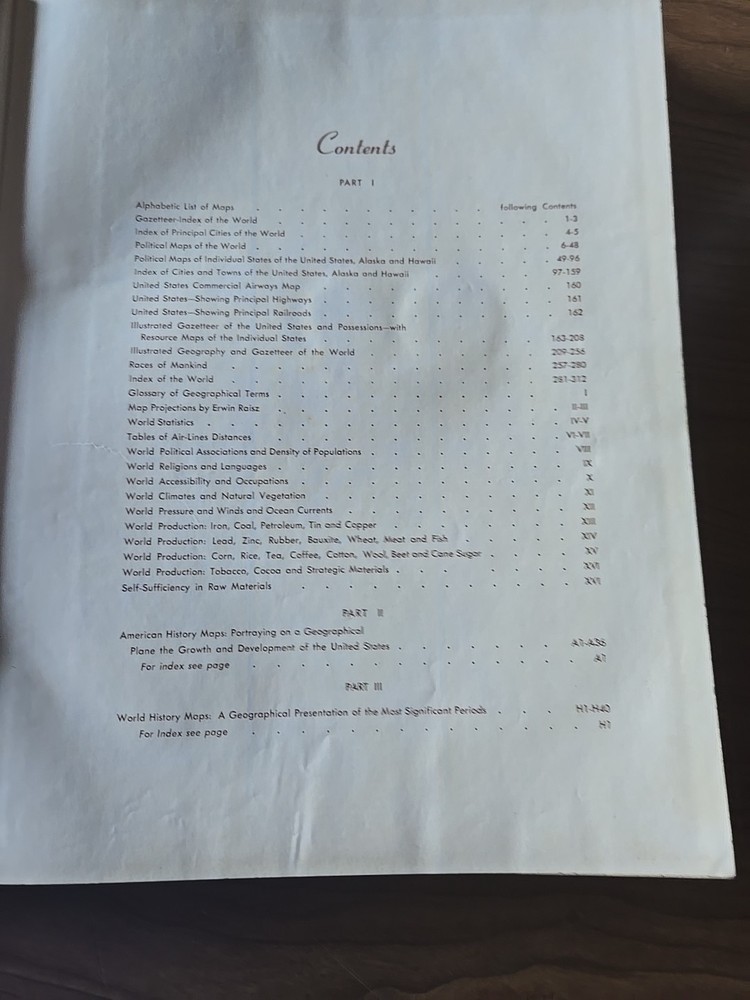 Contents
PART I
Alphabetic List of Maps . . . . . . . . . . . following Contents
Gazetteer-Index of the World . . . . . . . . . . . . 1-3
Index of Principal Cities of the World . . . . . . . . . . . 4-5
Political Maps of the World . . . . . . . . . . . . . 6-48
Political Maps of Individual States of the United States, Alaska and Hawaii . . . . . 49-96
Index of Cities and Towns of the United States, Alaska and Hawaii . . . . . . 97-159
United States Commercial Airways Map . . . . . . . . . . . 160
United States—Showing Principal Highways . . . . . . . . . . 161
United States—Showing Principal Railroads . . . . . . . . . . 162
Illustrated Gazetteer of the United States and Possessions—with
Resource Maps of the Individual States . . . . . . . . . . 163-208
Illustrated Geography and Gazetteer of the World . . . . . . . . 209-256
Races of Mankind . . . . . . . . . . . . . . 257-280
Index of the World . . . . . . . . . . . . . 281-312
Glossary of Geographical Terms . . . . . . . . . . . . I
Map Projections by Erwin Raisz . . . . . . . . . . . . . II-III
World Statistics . . . . . . . . . . . . . . . . IV-V
Tables of Air-Lines Distances . . . . . . . . . . . . . VI-VII
World Political Associations and Density of Populations . . . . . . . . . VIII
World Religions and Languages . . . . . . . . . . . . . IX
World Accessibility and Occupations . . . . . . . . . . . . X
World Climates and Natural Vegetation . . . . . . . . . . . XI
World Pressure and Winds and Ocean Currents . . . . . . . . . . XII
World Production: Iron, Coal, Petroleum, Tin and Copper . . . . . . . . XIII
World Production: Lead, Zinc, Rubber, Bauxite, Wheat, Meat and Fish . . . . . XIV
World Production: Corn, Rice, Tea, Coffee, Cotton, Wool, Beet and Cane Sugar . . . . XV
World Production: Tobacco, Cocoa and Strategic Materials . . . . . . . . XVI
Self-Sufficiency in Raw Materials . . . . . . . . . . . . XVI
PART II
American History Maps: Portraying on a Geographical
Plane the Growth and Development of the United States . . . . . . .
For index see page . . . . . . . . . . . . . . A1
PART III
World History Maps: A Geographical Presentation of the Most Significant Periods . . . H1-H40
For Index see page . . . . . . . . . . . . . . H1